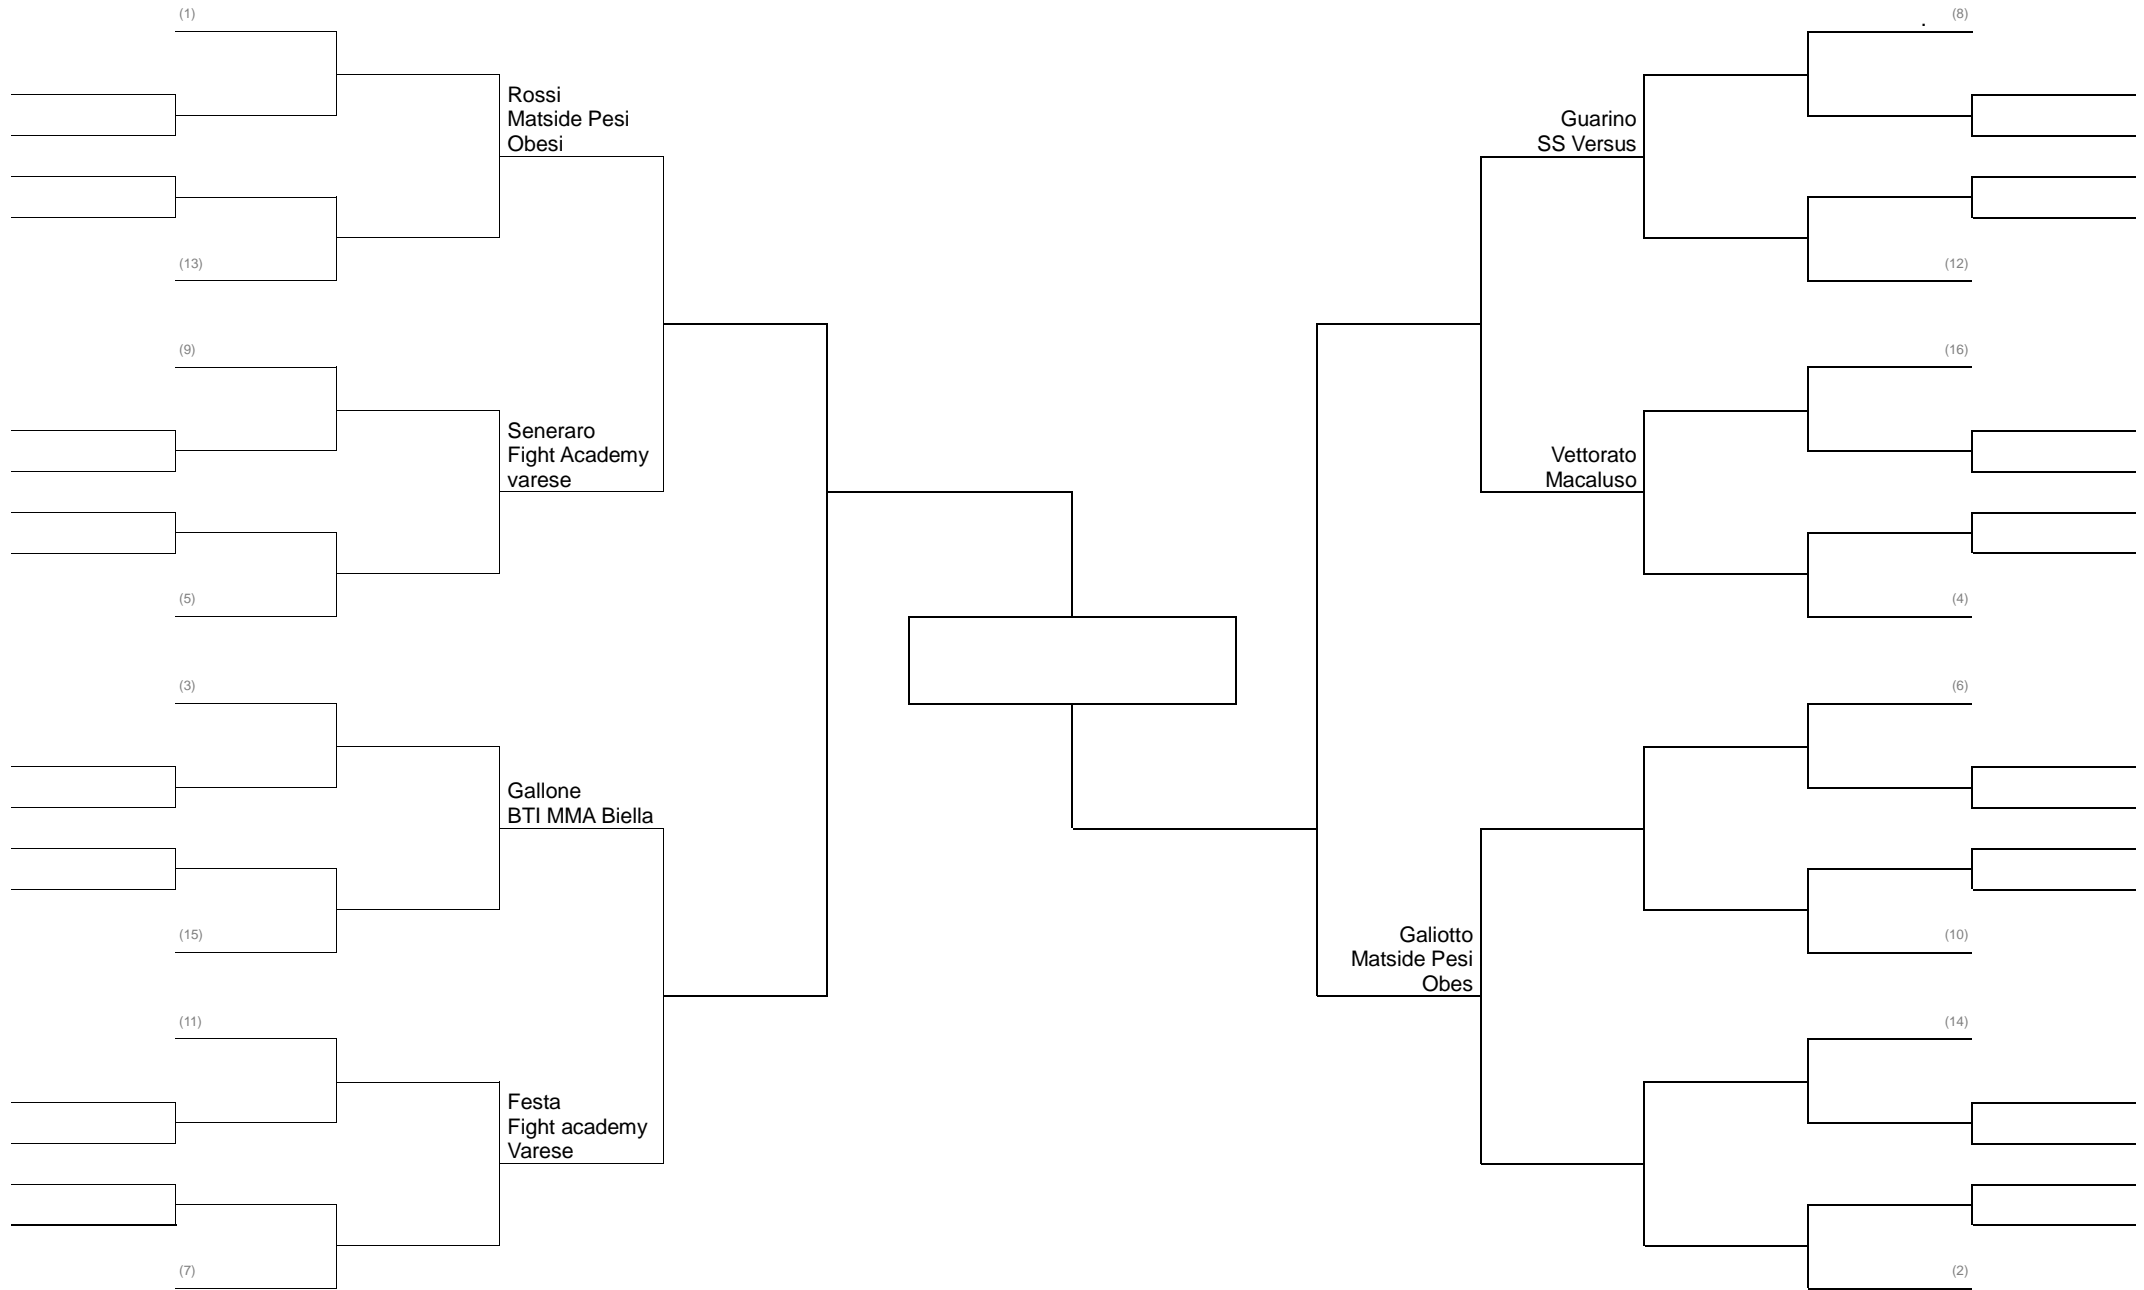 (1)
(8)
.
Rossi
Matside Pesi
Obesi
Guarino
SS Versus
(13)
(12)
(9)
(16)
Seneraro
Fight Academy
varese
Vettorato
Macaluso
(5)
(4)
(3)
(6)
Gallone
BTI MMA Biella
(15)
(10)
Galiotto
Matside Pesi
Obes
(11)
(14)
Festa
Fight academy
Varese
(7)
(2)